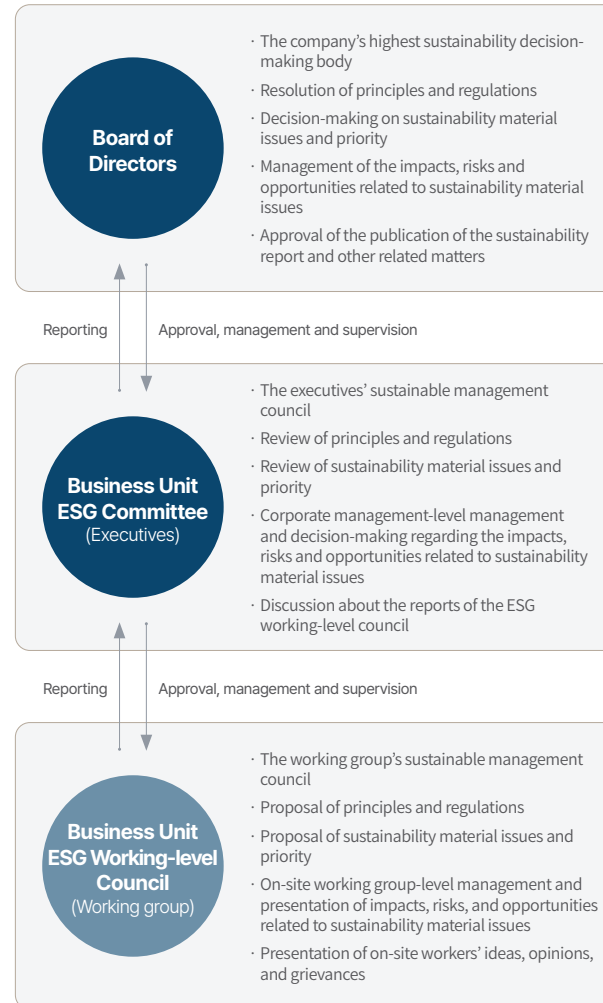 Board of
Directors
· The company’s highest sustainability decision-
making body
· Resolution of principles and regulations
· Decision-making on sustainability material
issues and priority
· Management of the impacts, risks and
opportunities related to sustainability material
issues
· Approval of the publication of the sustainability
report and other related matters
Reporting
Approval, management and supervision
Business Unit
ESG Committee
(Executives)
· The executives’ sustainable management
council
· Review of principles and regulations
· Review of sustainability material issues and
priority
· Corporate management-level management
and decision-making regarding the impacts,
risks and opportunities related to sustainability
material issues
· Discussion about the reports of the ESG
working-level council
Reporting
Approval, management and supervision
Business Unit
ESG Working-level
Council
(Working group)
· The working group’s sustainable management
council
· Proposal of principles and regulations
· Proposal of sustainability material issues and
priority
· On-site working group-level management and
presentation of impacts, risks, and opportunities
related to sustainability material issues
· Presentation of on-site workers’ ideas, opinions,
and grievances